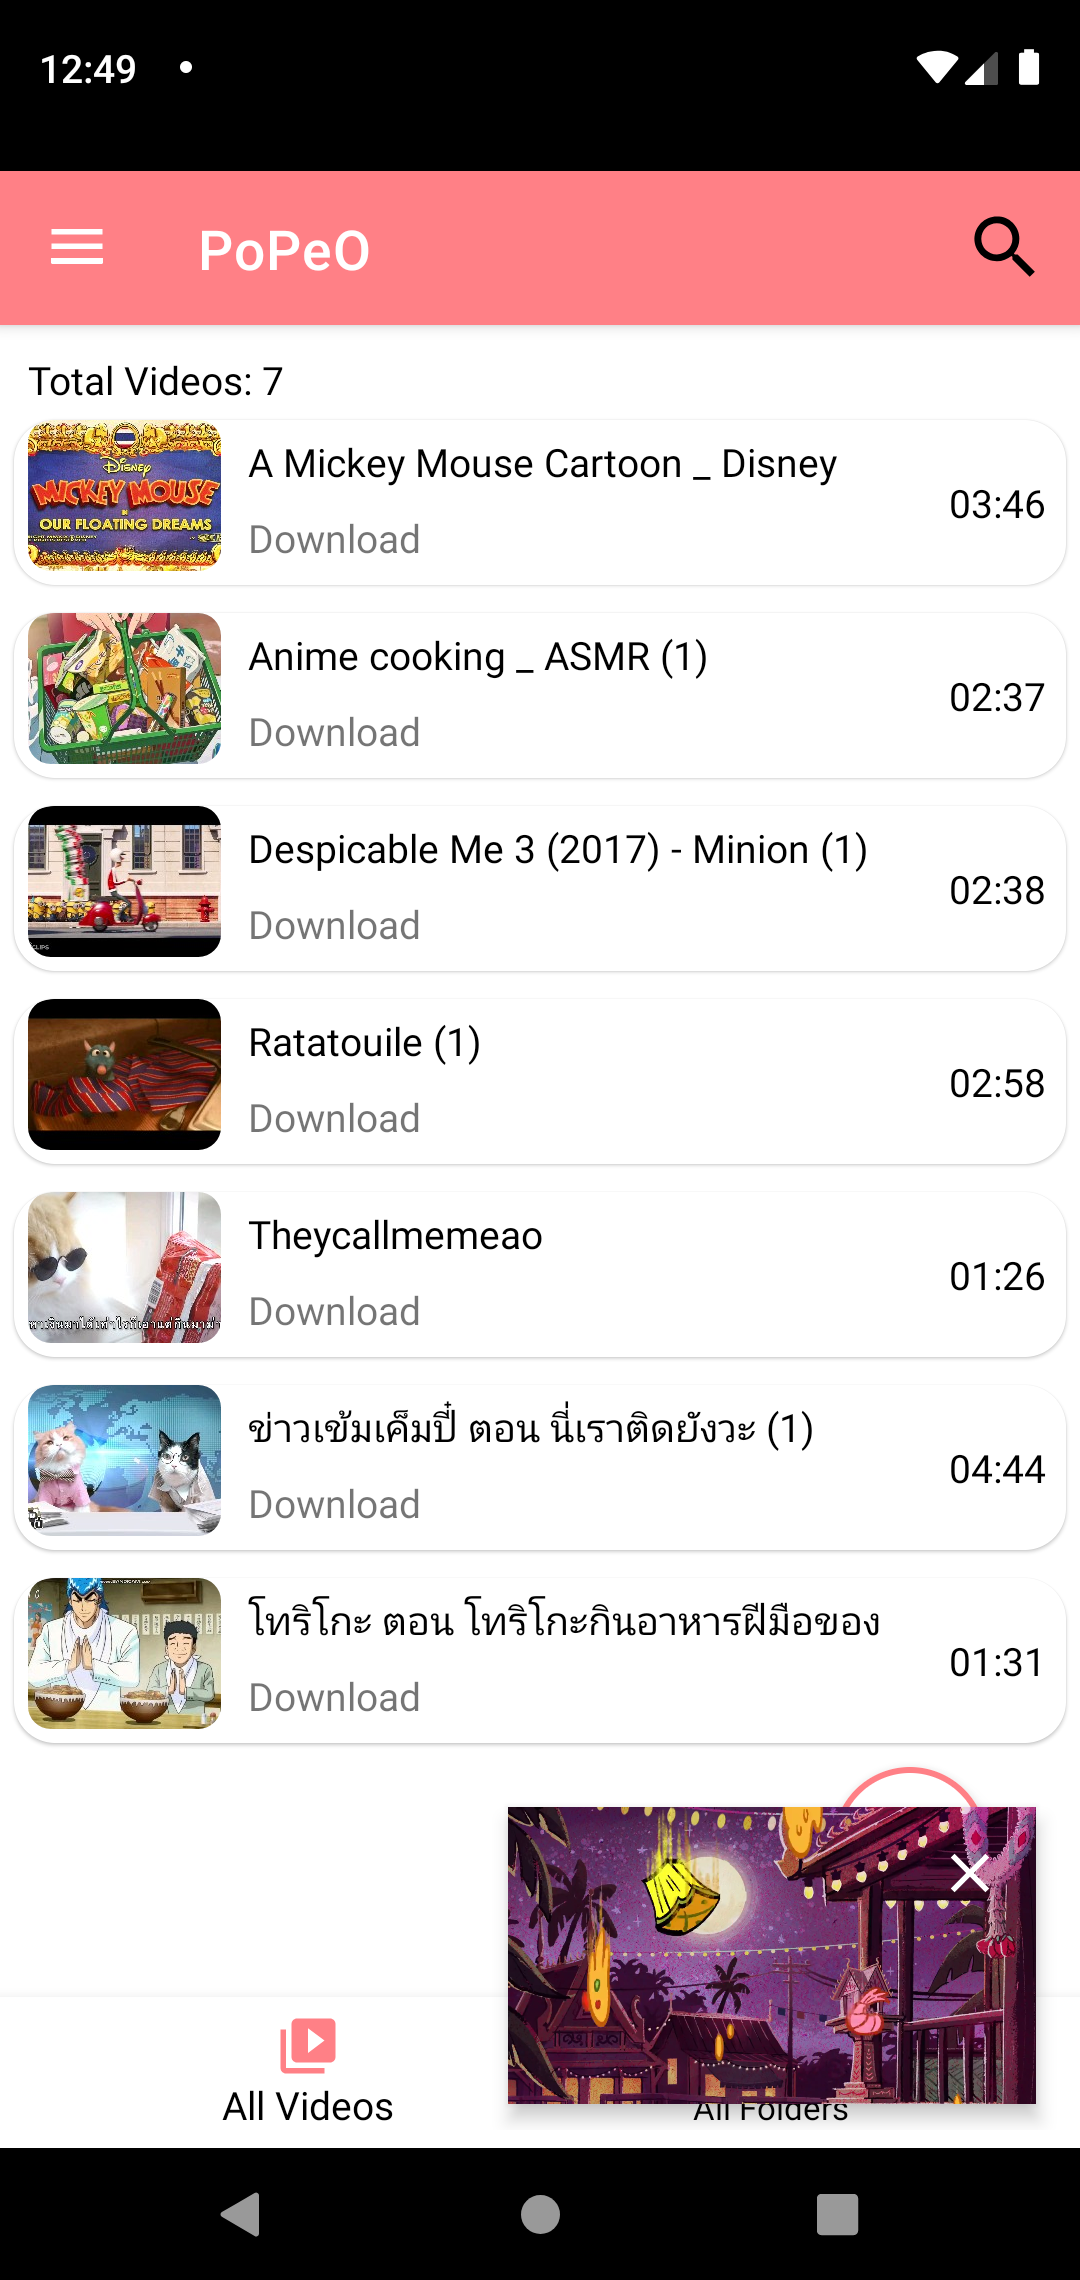 12:49
PoPeO
Total Videos: 7
Disney
MICKEY MOUSE
IN
OUR FLOATING DREAMS
A Mickey Mouse Cartoon _ Disney
Download
03:46
Anime cooking _ ASMR (1)
Download
02:37
CLIPS
Despicable Me 3 (2017) - Minion (1)
Download
02:38
Ratatouile (1)
Download
02:58
Theycallmemeao
Download
01:26
ข่าวเข้มเค็มปี๋ ตอน นี่เราติดยังวะ (1)
Download
04:44
โทริโกะ ตอน โทริโกะกินอาหารฝีมือของ
Download
01:31
All Videos
All Folders